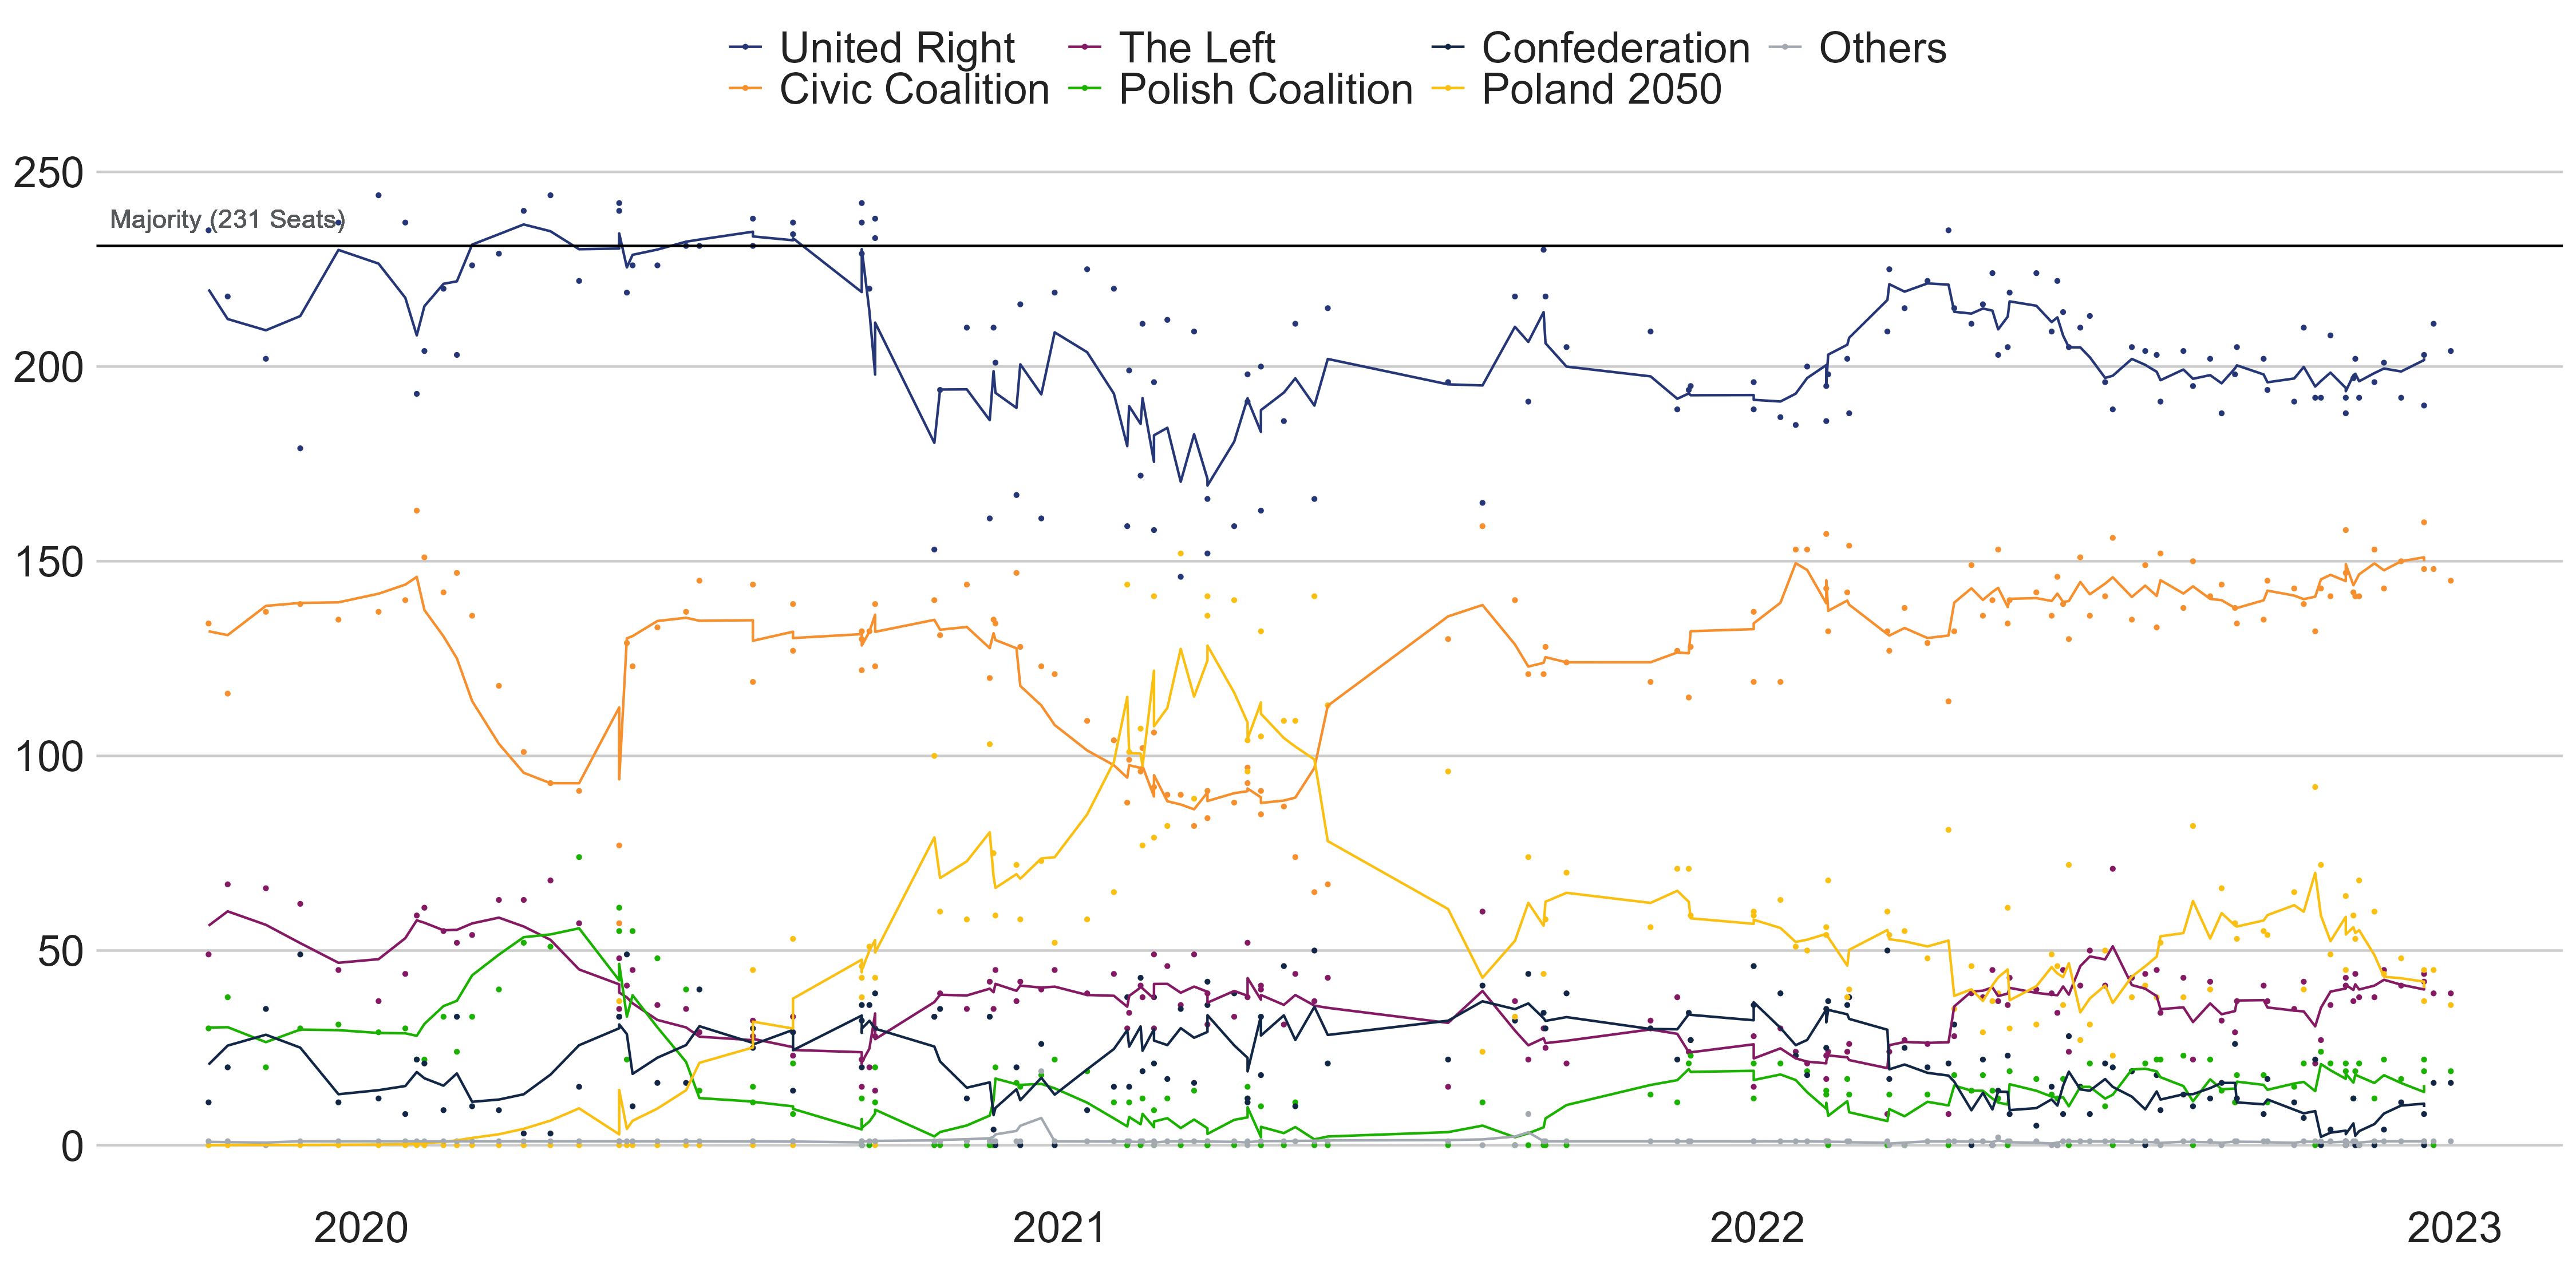 United Right The Left Confederation Others
Civic Coalition Polish Coalition Poland 2050
250
Majority (231 Seats)
200
150
100
50
0
2020 2021 2022 2023